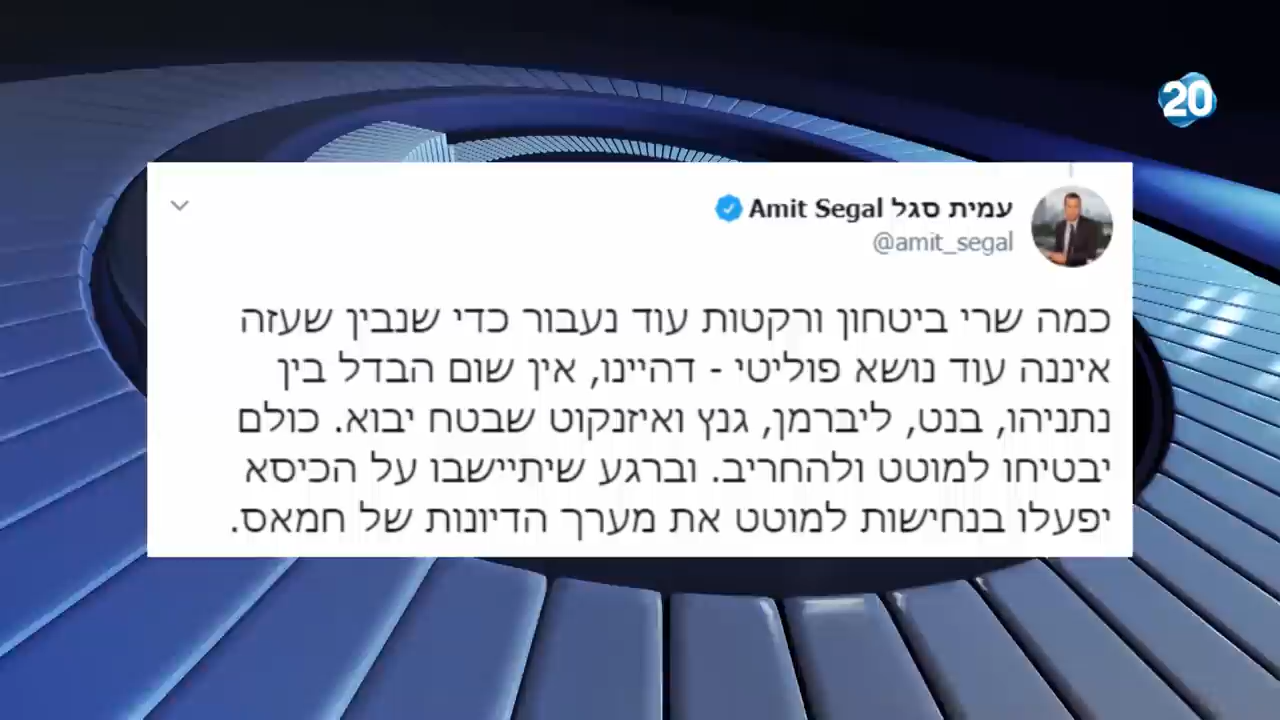 20
עמית סגל Amit Segal
@amit_segal
כמה שרי ביטחון ורקטות עוד נעבור כדי שנבין שעזה
איננה עוד נושא פוליטי - דהיינו, אין שום הבדל בין
נתניהו, בנט, ליברמן, גנץ ואיזנקוט שבטח יבוא. כולם
יבטיחו למוטט ולהחריב. וברגע שיתיישבו על הכיסא
יפעלו בנחישות למוטט את מערך הדיונות של חמאס.